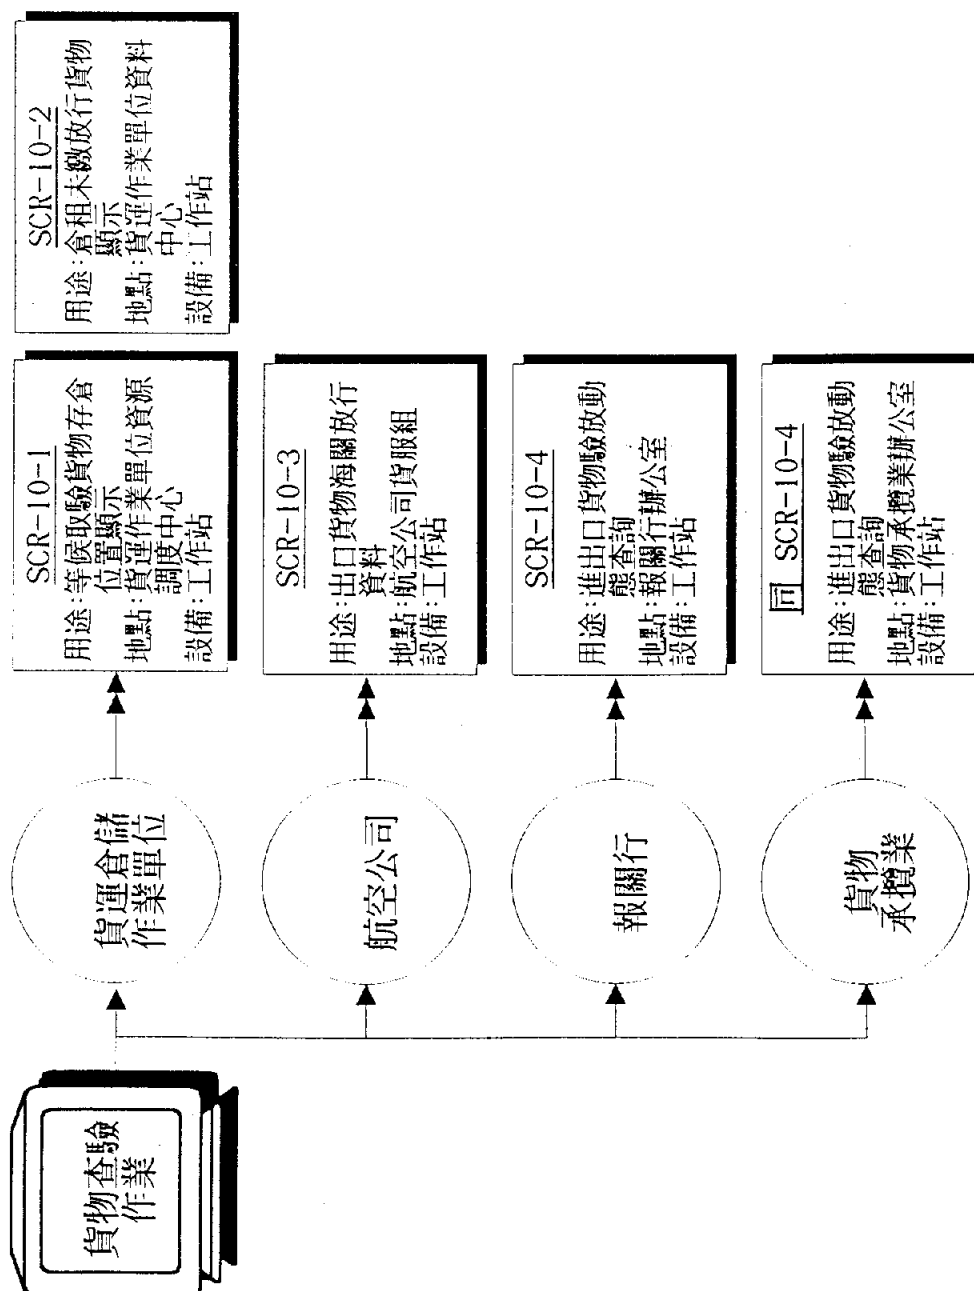 貨物查驗
作業
貨運倉儲
作業單位
SCR-10-1
用途:等候取驗貨物存倉
位置顯示
地點:貨運作業單位資源
調度中心
設備:工作站
SCR-10-2
用途:倉租未繳放行貨物
顯示
地點:貨運作業單位資料
中心
設備:工作站
航空公司
SCR-10-3
用途:出口貨物海關放行
資料
地點:航空公司貨服組
設備:工作站
報關行
SCR-10-4
用途:進出口貨物驗放動
態查詢
地點:報關行辦公室
設備:工作站
貨物
承攬業
同 SCR-10-4
用途:進出口貨物驗放動
態查詢
地點:貨物承攬業辦公室
設備:工作站